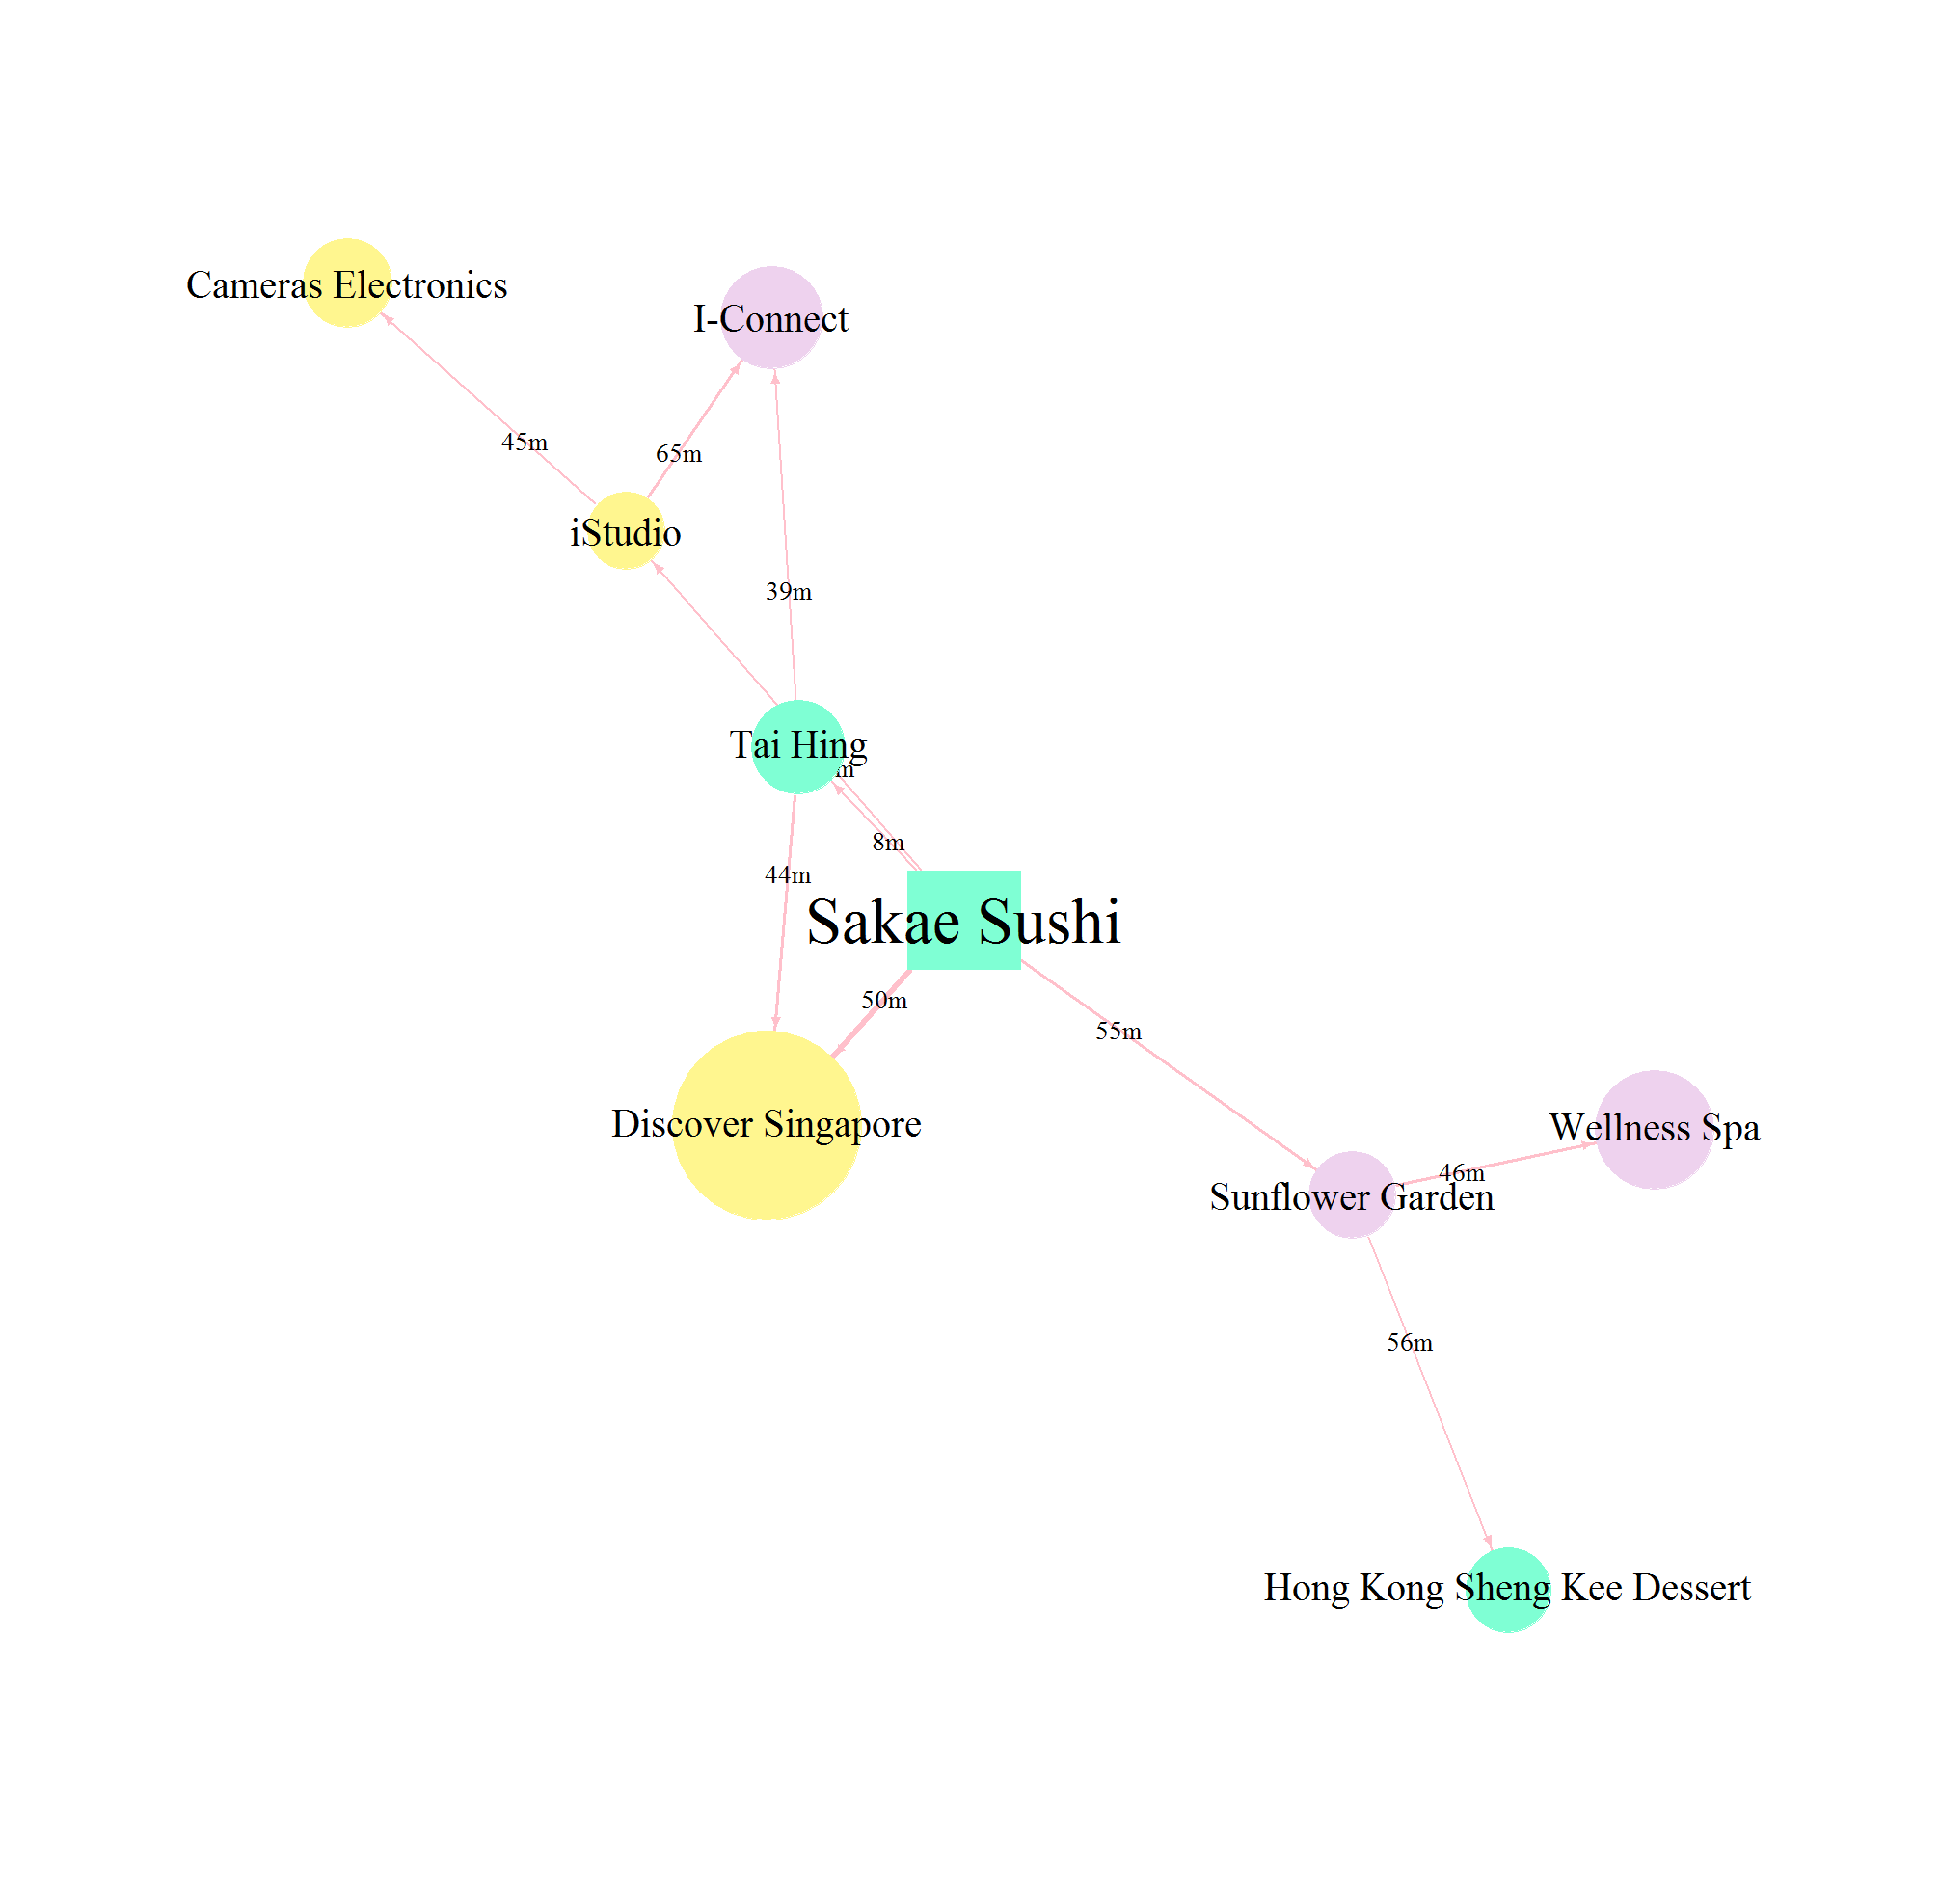 Cameras Electronics
I-Connect
45m
65m
iStudio
39m
Tai Hing
m
8m
44m
Sakae Sushi
50m
55m
Discover Singapore
Wellness Spa
46m
Sunflower Garden
56m
Hong Kong Sheng Kee Dessert